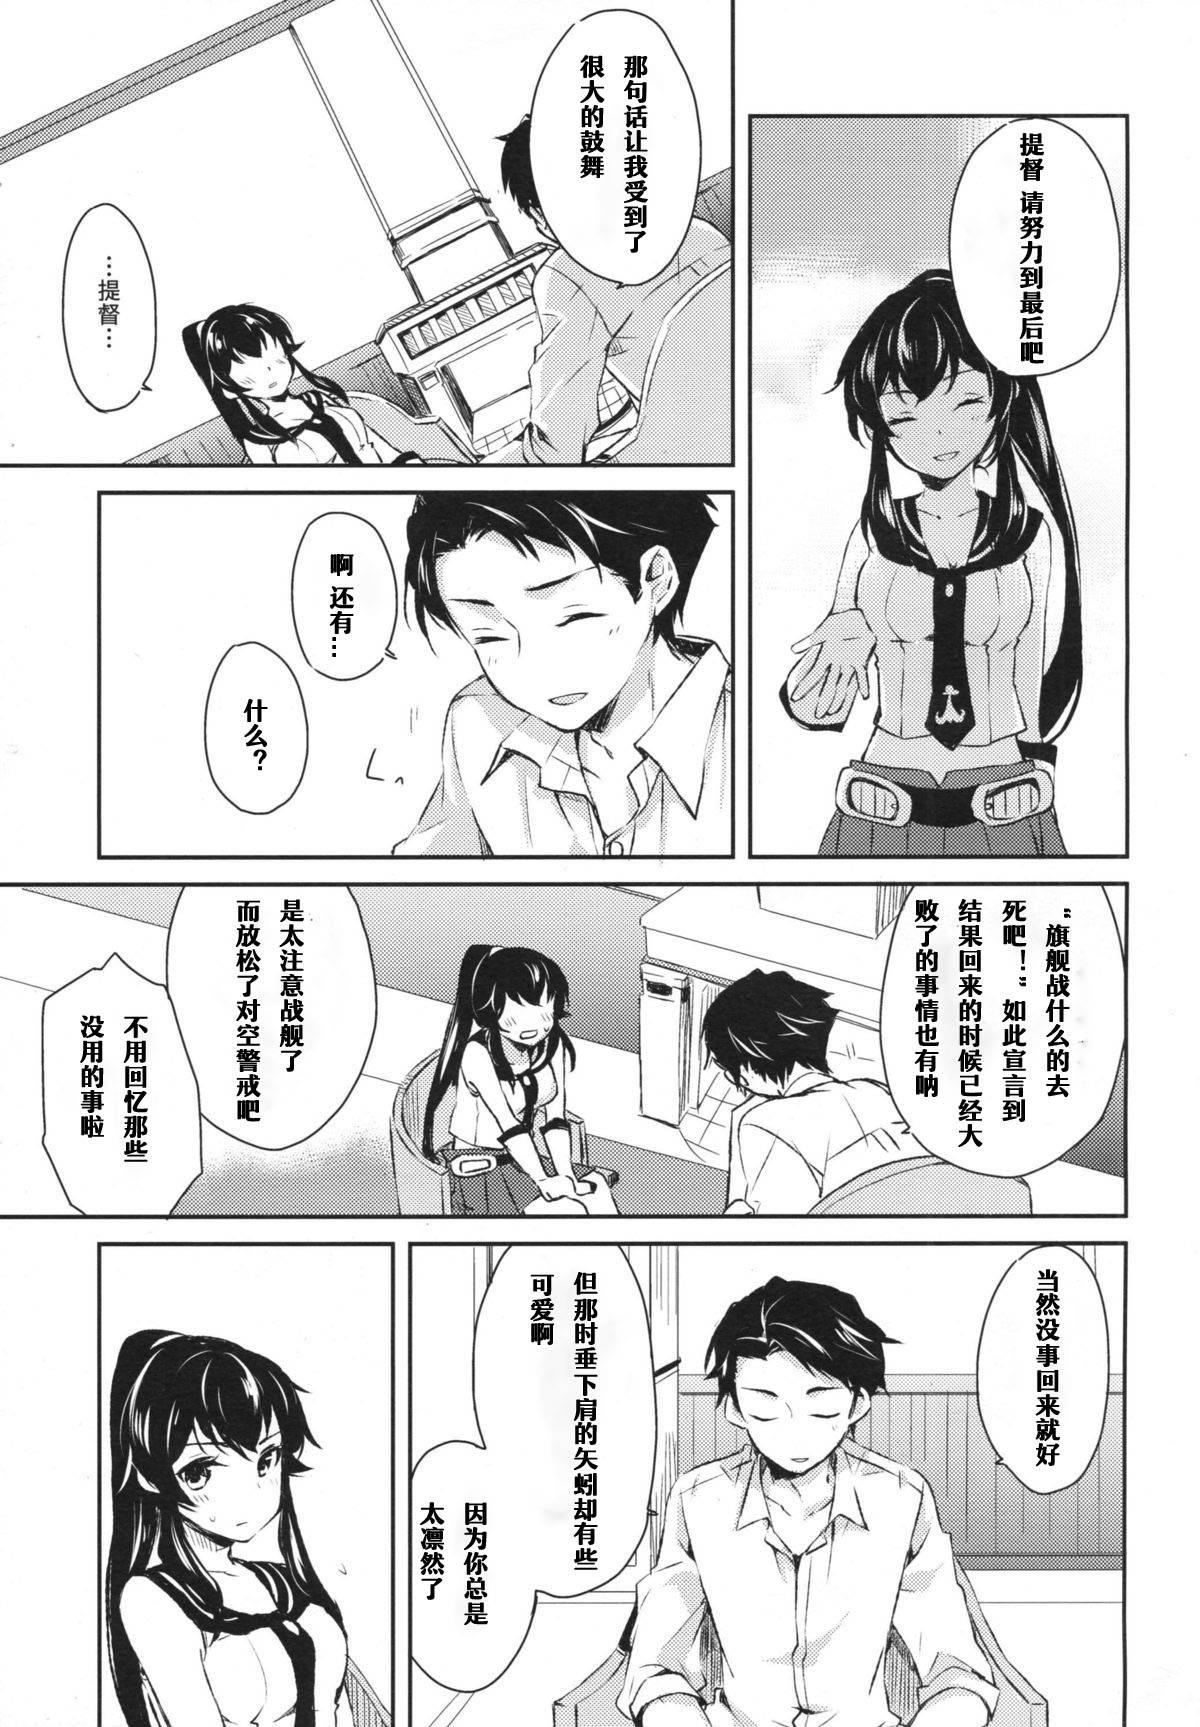 提督 请努力到最后吧
那句话让我受到了
很大的鼓舞
…提督…
啊 还有…
什么？
“旗舰战什么的去
死吧！”如此宣言到
结果回来的时候已经大
败了的事情也有呐
是太注意战舰了
而放松了对空警戒吧
不用回忆那些
没用的事啦
当然没事回来就好
但那时垂下肩的矢蚓却有些
可爱啊
因为你总是
太凛然了